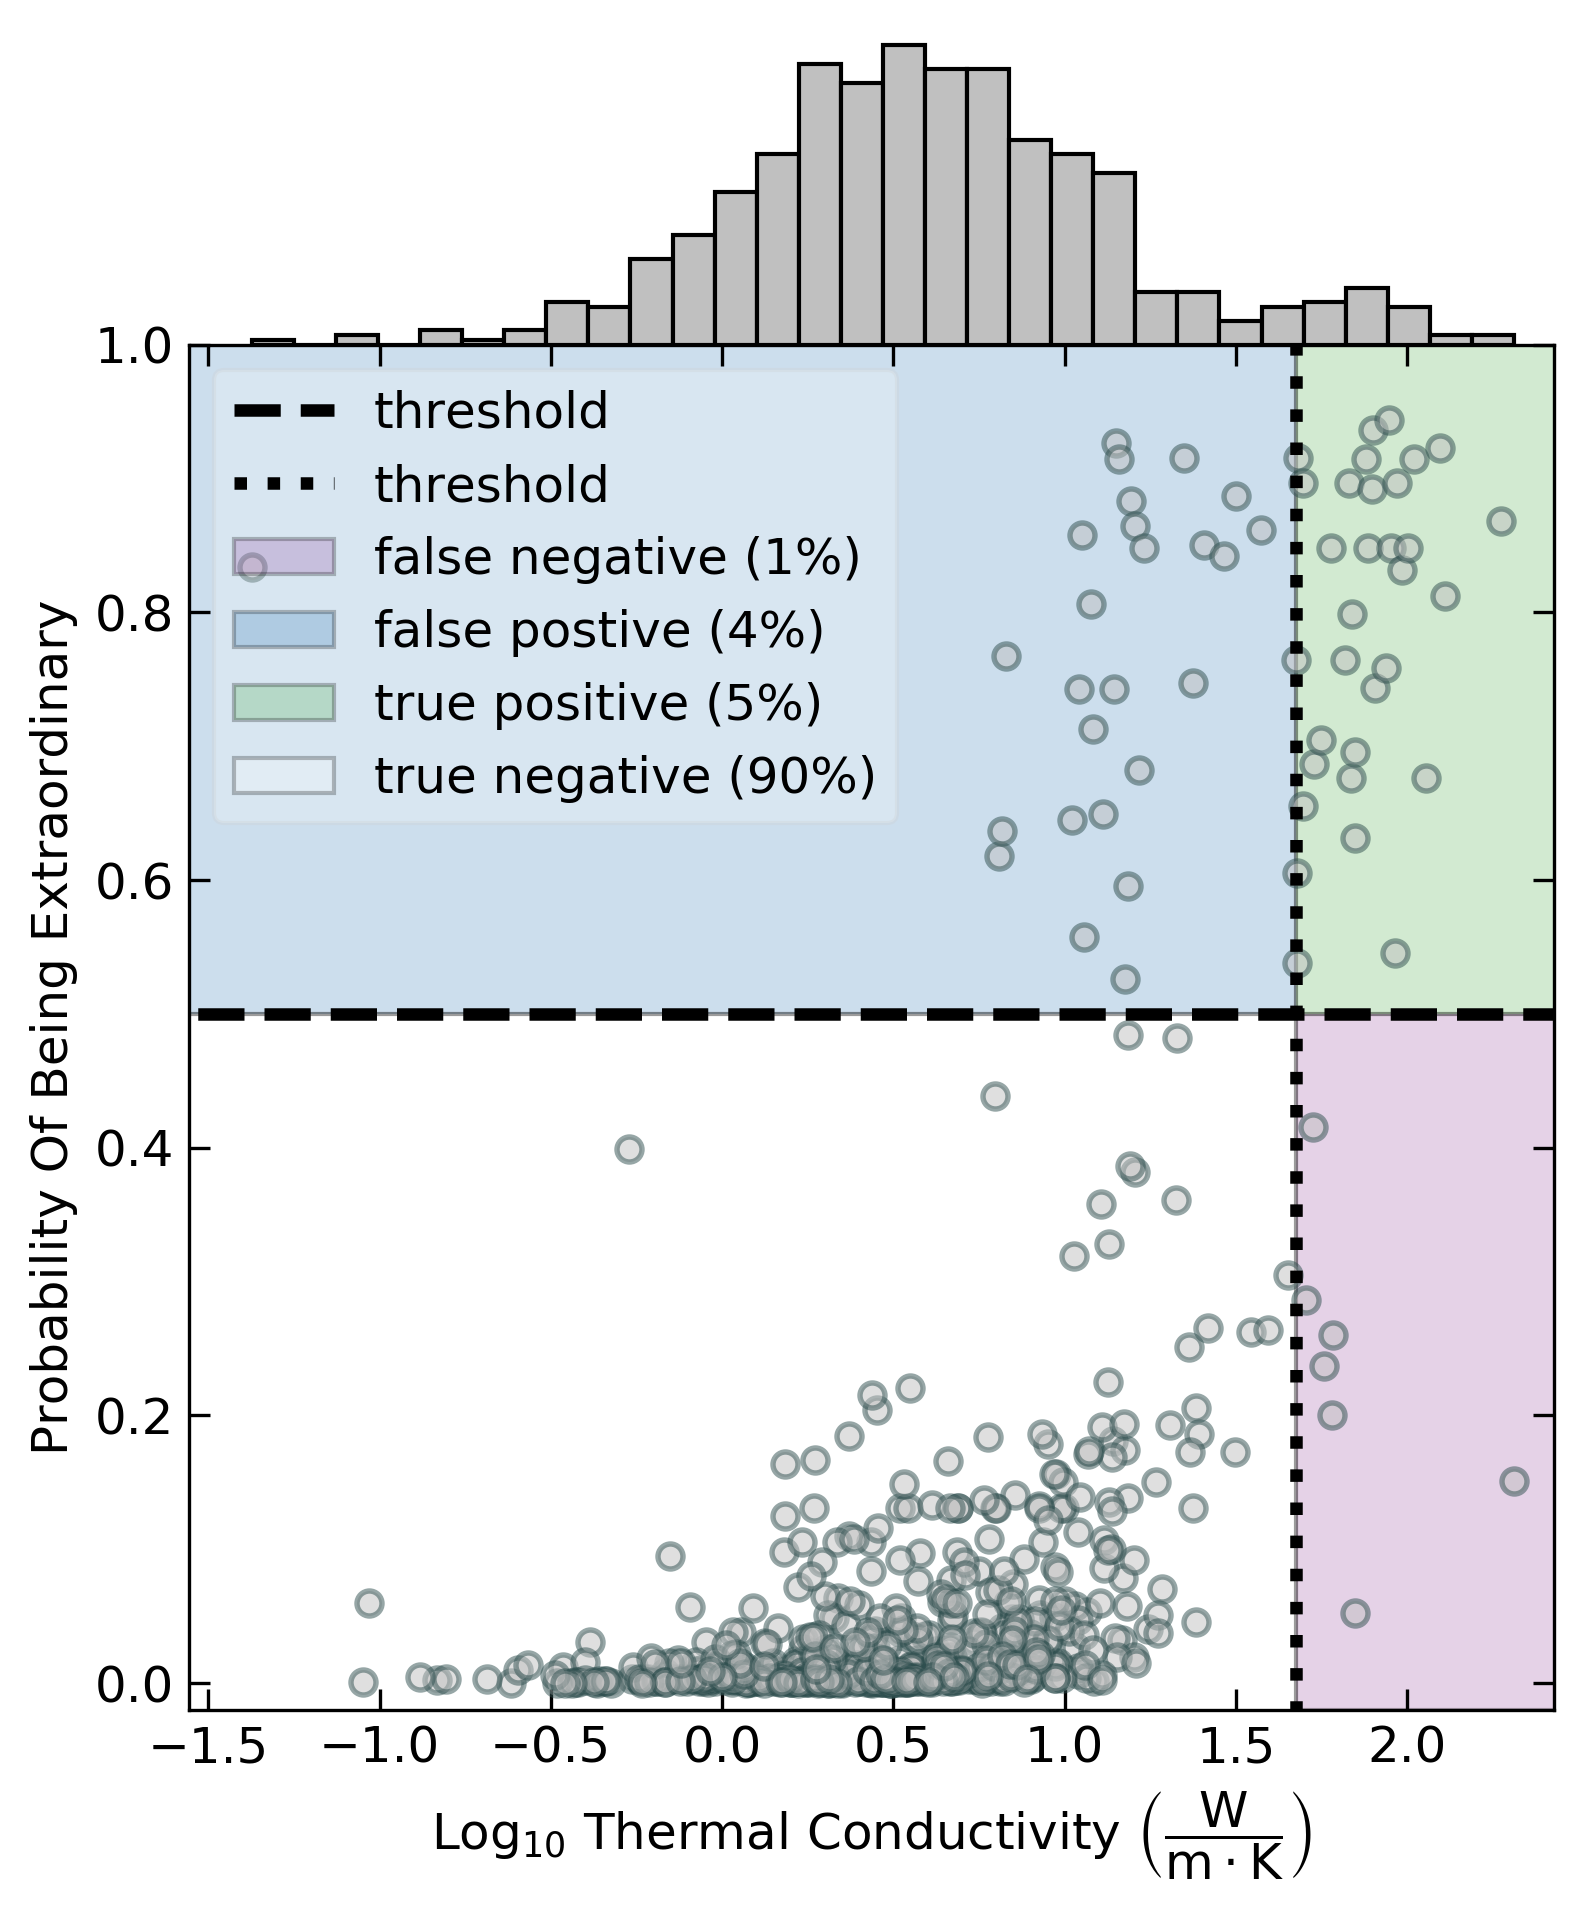 1.0
0.8
0.6
0.4
0.2
0.0
Probability Of Being Extraordinary
threshold
threshold
false negative (1%)
false postive (4%)
true positive (5%)
true negative (90%)
−1.5 −1.0 −0.5 0.0 0.5 1.0 1.5 2.0
Log₁₀ Thermal Conductivity (W / m · K)